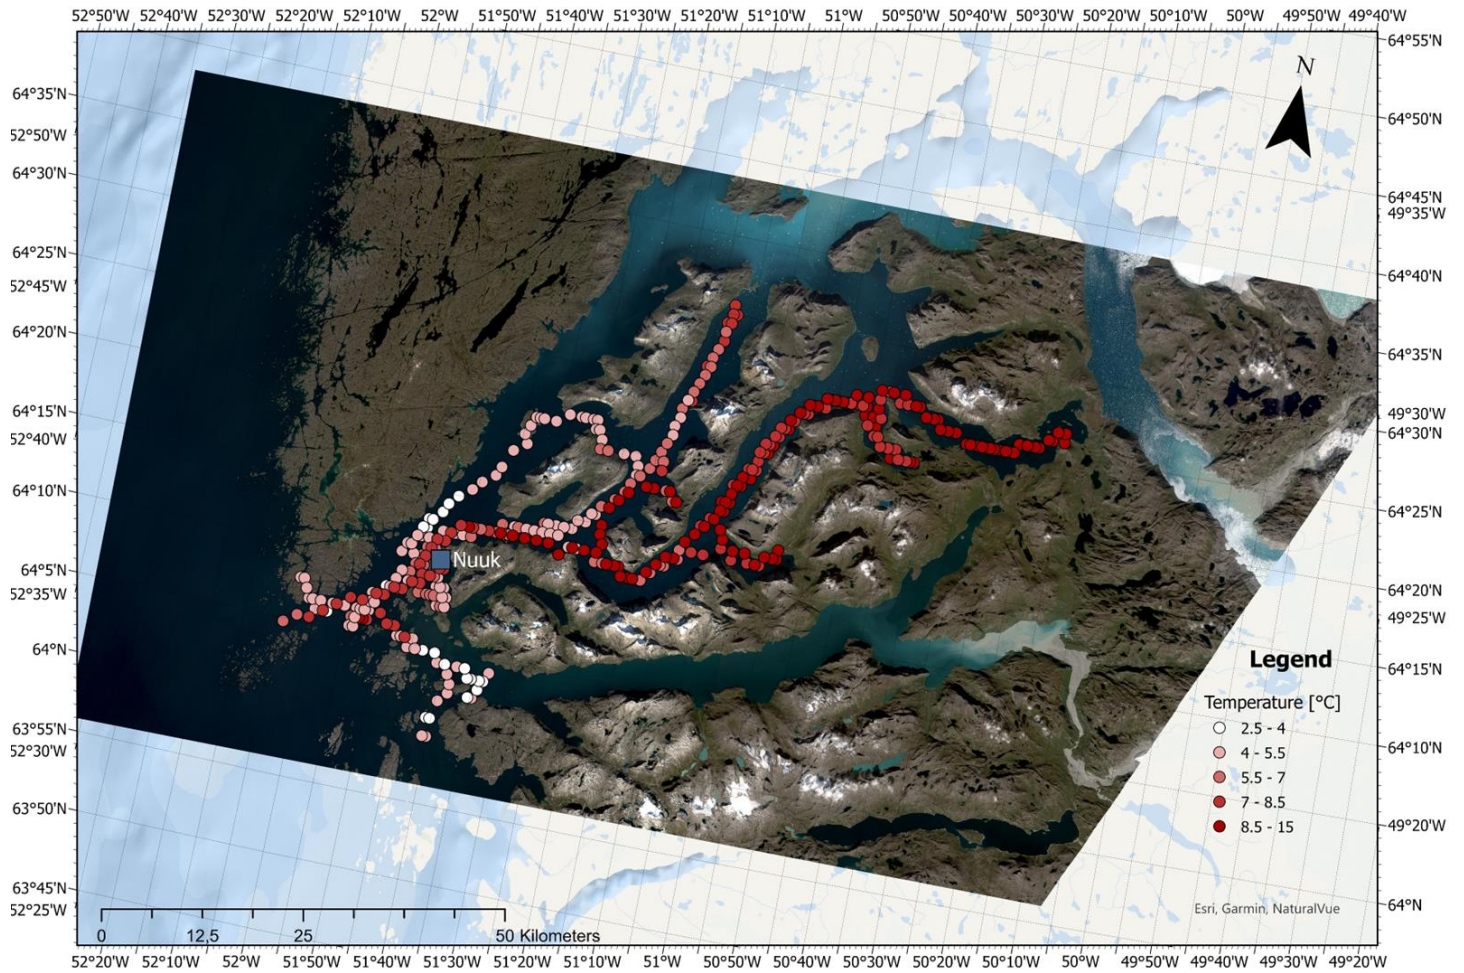 52°50'W 52°40'W 52°30'W 52°20'W 52°10'W 52°0' 51°50'W 51°40'W 51°30'W 51°20'W 51°10'W 51°0' 50°50'W 50°40'W 50°30'W 50°20'W 50°10'W 50°W 49°50'W 49°40'W
64°55'N
N
64°35'N
64°50'N
52°50'W
64°30'N
64°45'N
49°35'W
64°25'N
64°40'N
52°45'W
64°20'N
64°35'N
64°15'N
49°30'W
52°40'W
64°30'N
64°10'N
64°25'N
Nuuk
64°5'N
64°20'N
52°35'W
49°25'W
64°N
Legend
64°15'N
Temperature [°C]
2.5 - 4
63°55'N
52°30'W
64°10'N
4 - 5.5
5.5 - 7
7 - 8.5
63°50'N
8.5 - 15
49°20'W
63°45'N
52°25'W
64°N
Esri, Garmin, NaturalVue
0 12,5 25 50 Kilometers
52°20'W 52°10'W 52°W 51°50'W 51°40'W 51°30'W 51°20'W 51°10'W 51°W 50°50'W 50°40'W 50°30'W 50°20'W 50°10'W 50°W 49°50'W 49°40'W 49°30'W 49°20'W